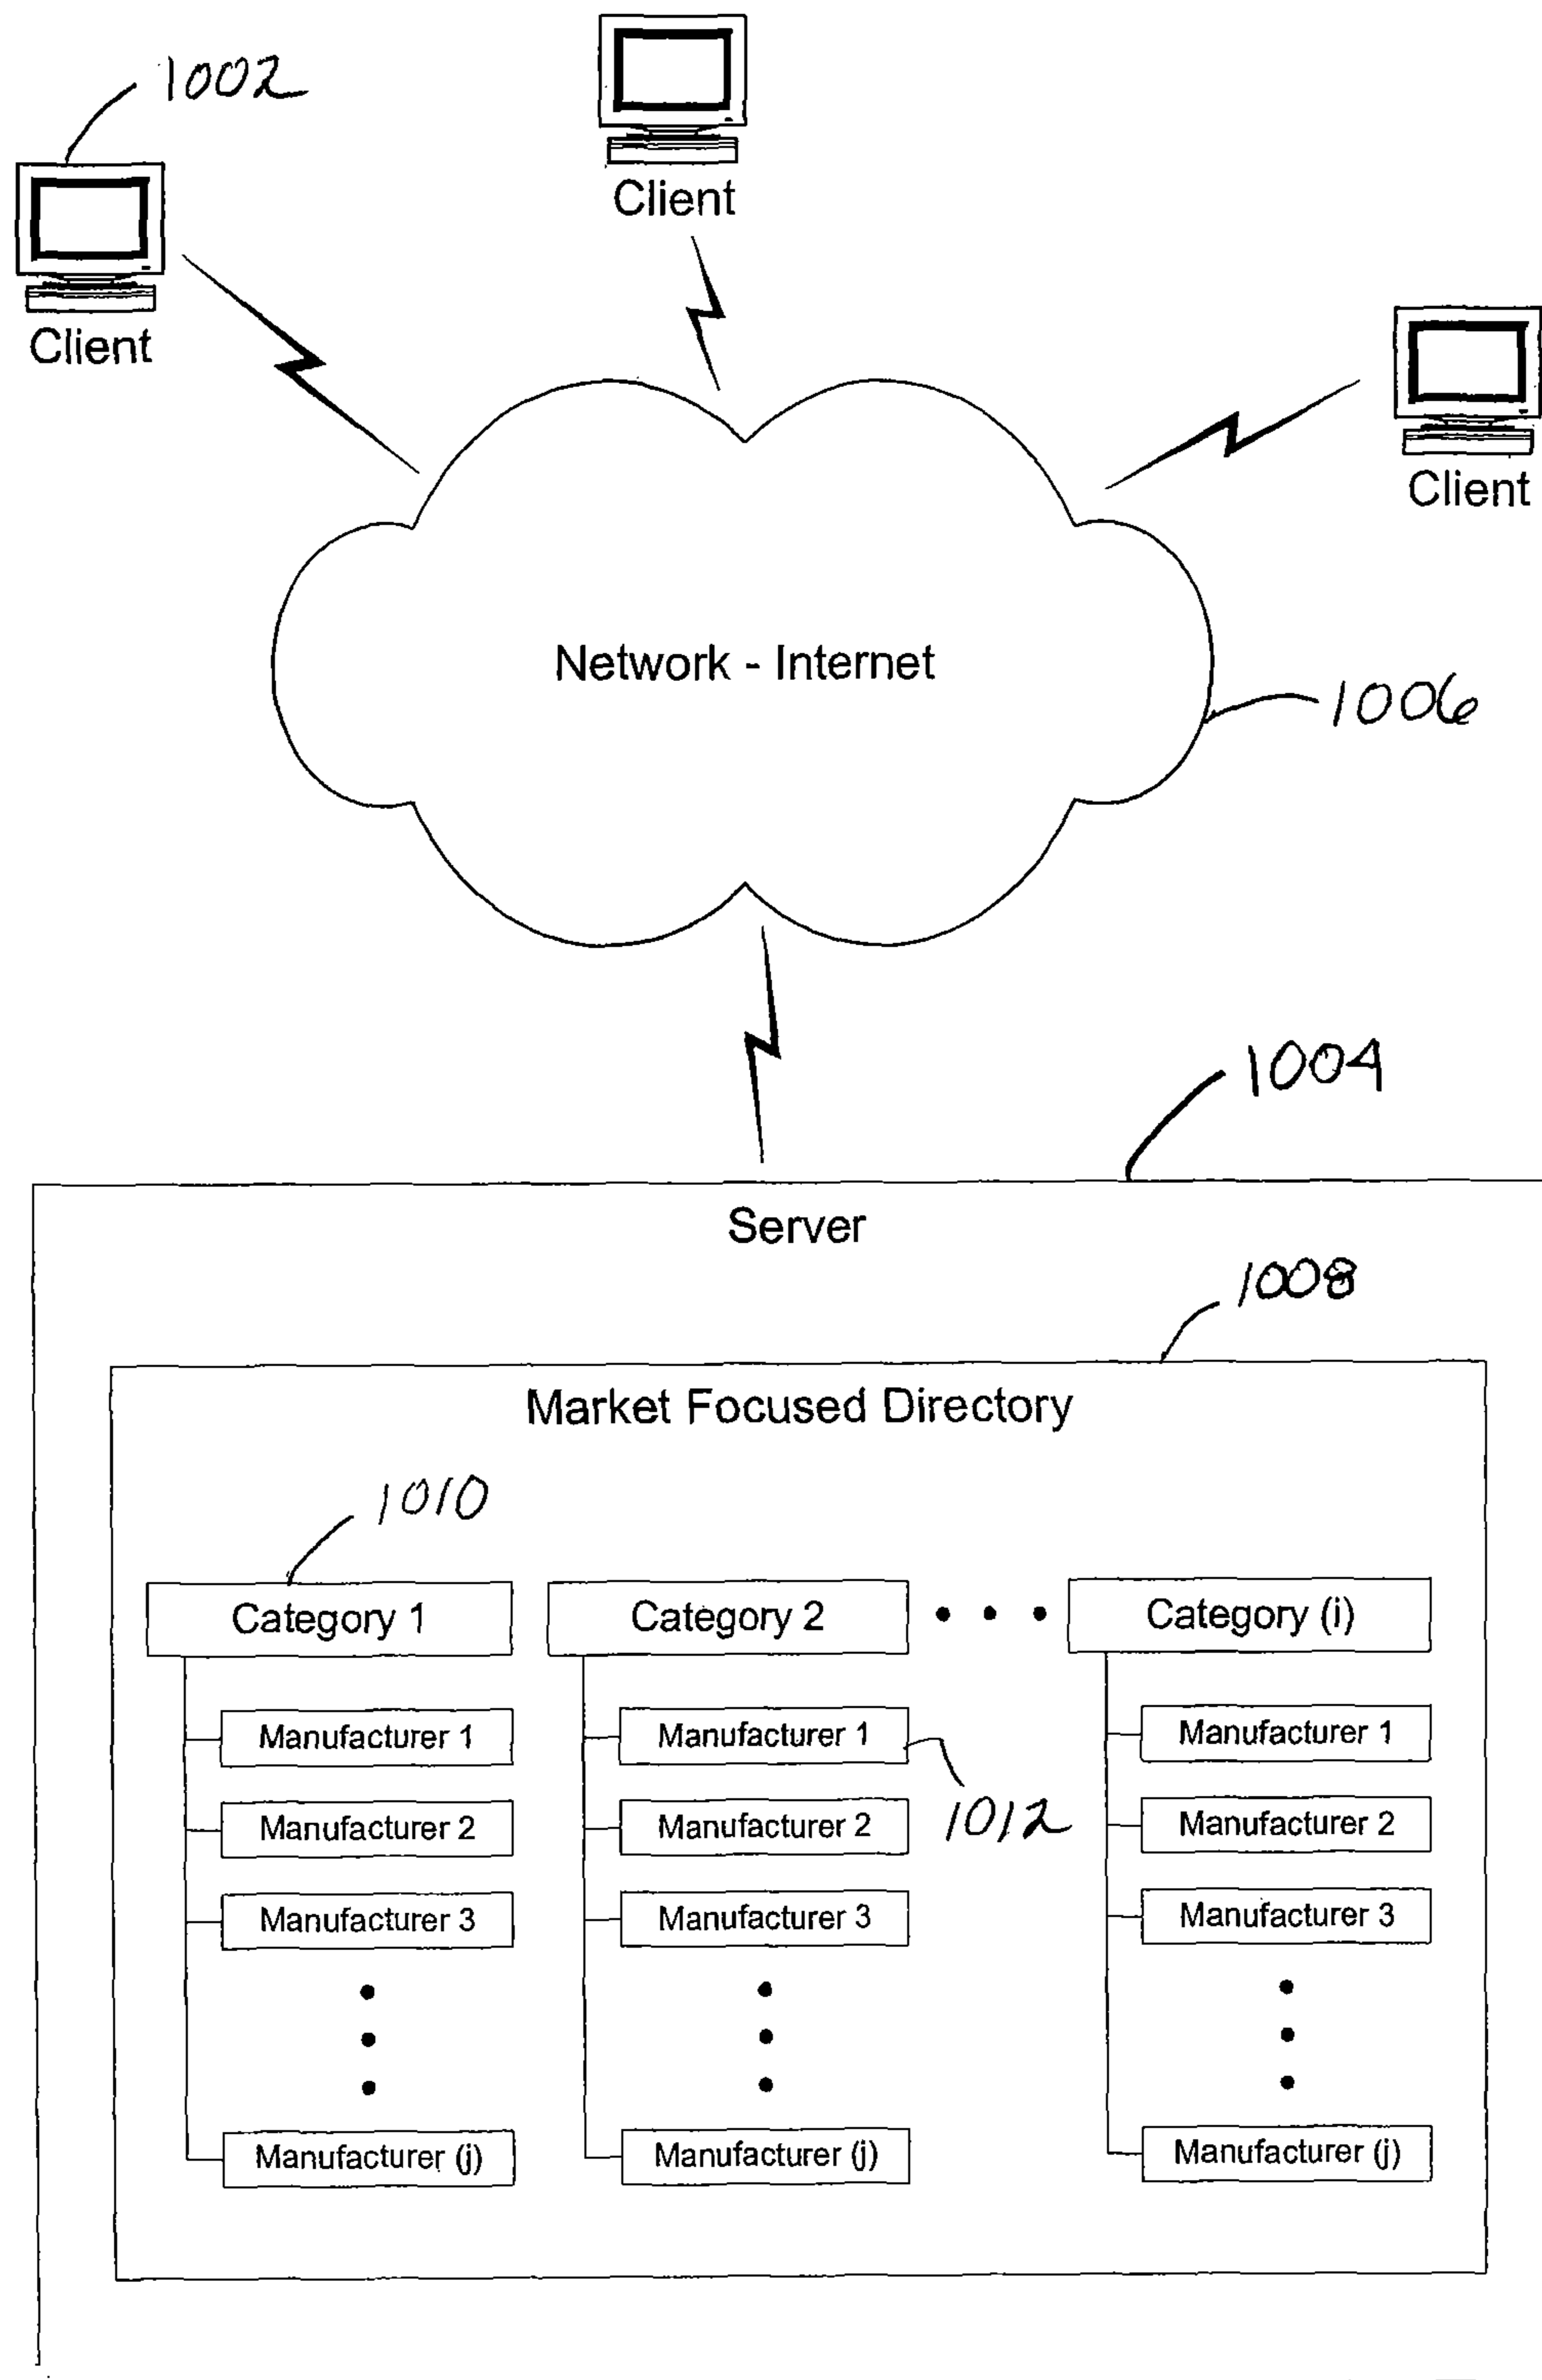 1002
Client
Client
Client
Network - Internet
1006
1004
Server
1008
Market Focused Directory
1010
Category 1
Category 2
Category (i)
Manufacturer 1
Manufacturer 1
Manufacturer 1
1012
Manufacturer 2
Manufacturer 2
Manufacturer 2
Manufacturer 3
Manufacturer 3
Manufacturer 3
Manufacturer (j)
Manufacturer (j)
Manufacturer (j)